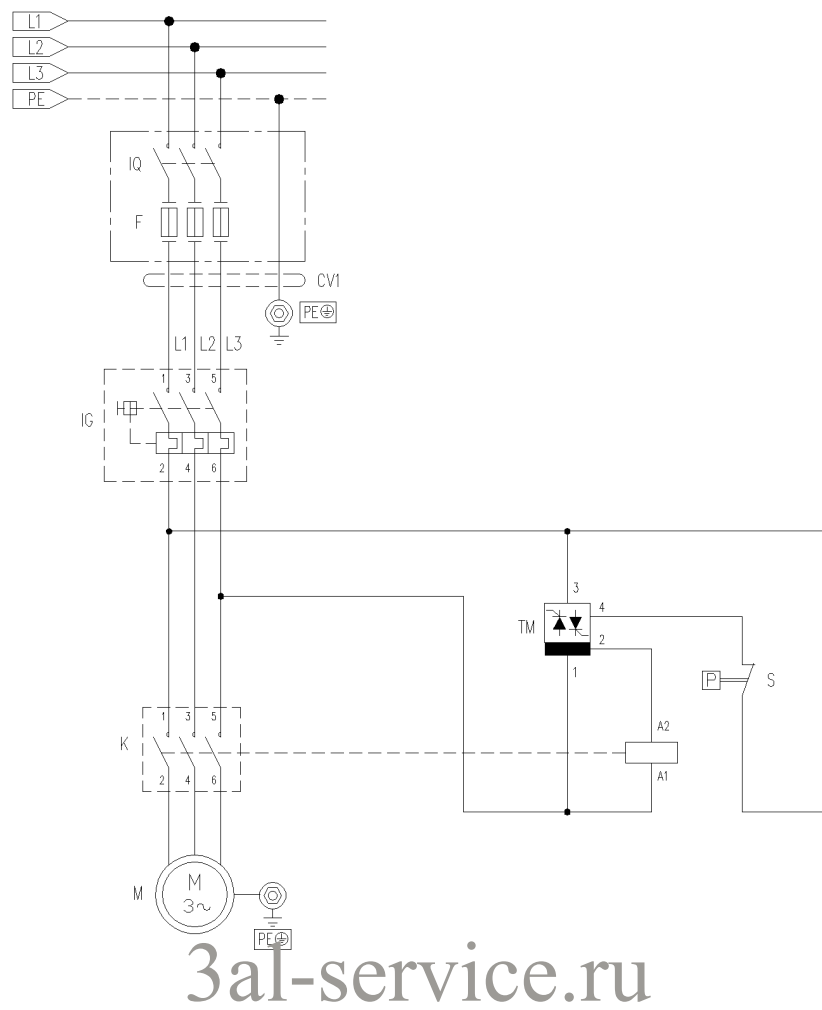 L1
L2
L3
PE
IQ
F
CV1
PE
L1 L2 L3
1 3 5
IG
2 4 6
3
4
TM
2
1
P S
1 3 5
A2
K
2 4 6
A1
M
M
3~
PE
3al-service.ru